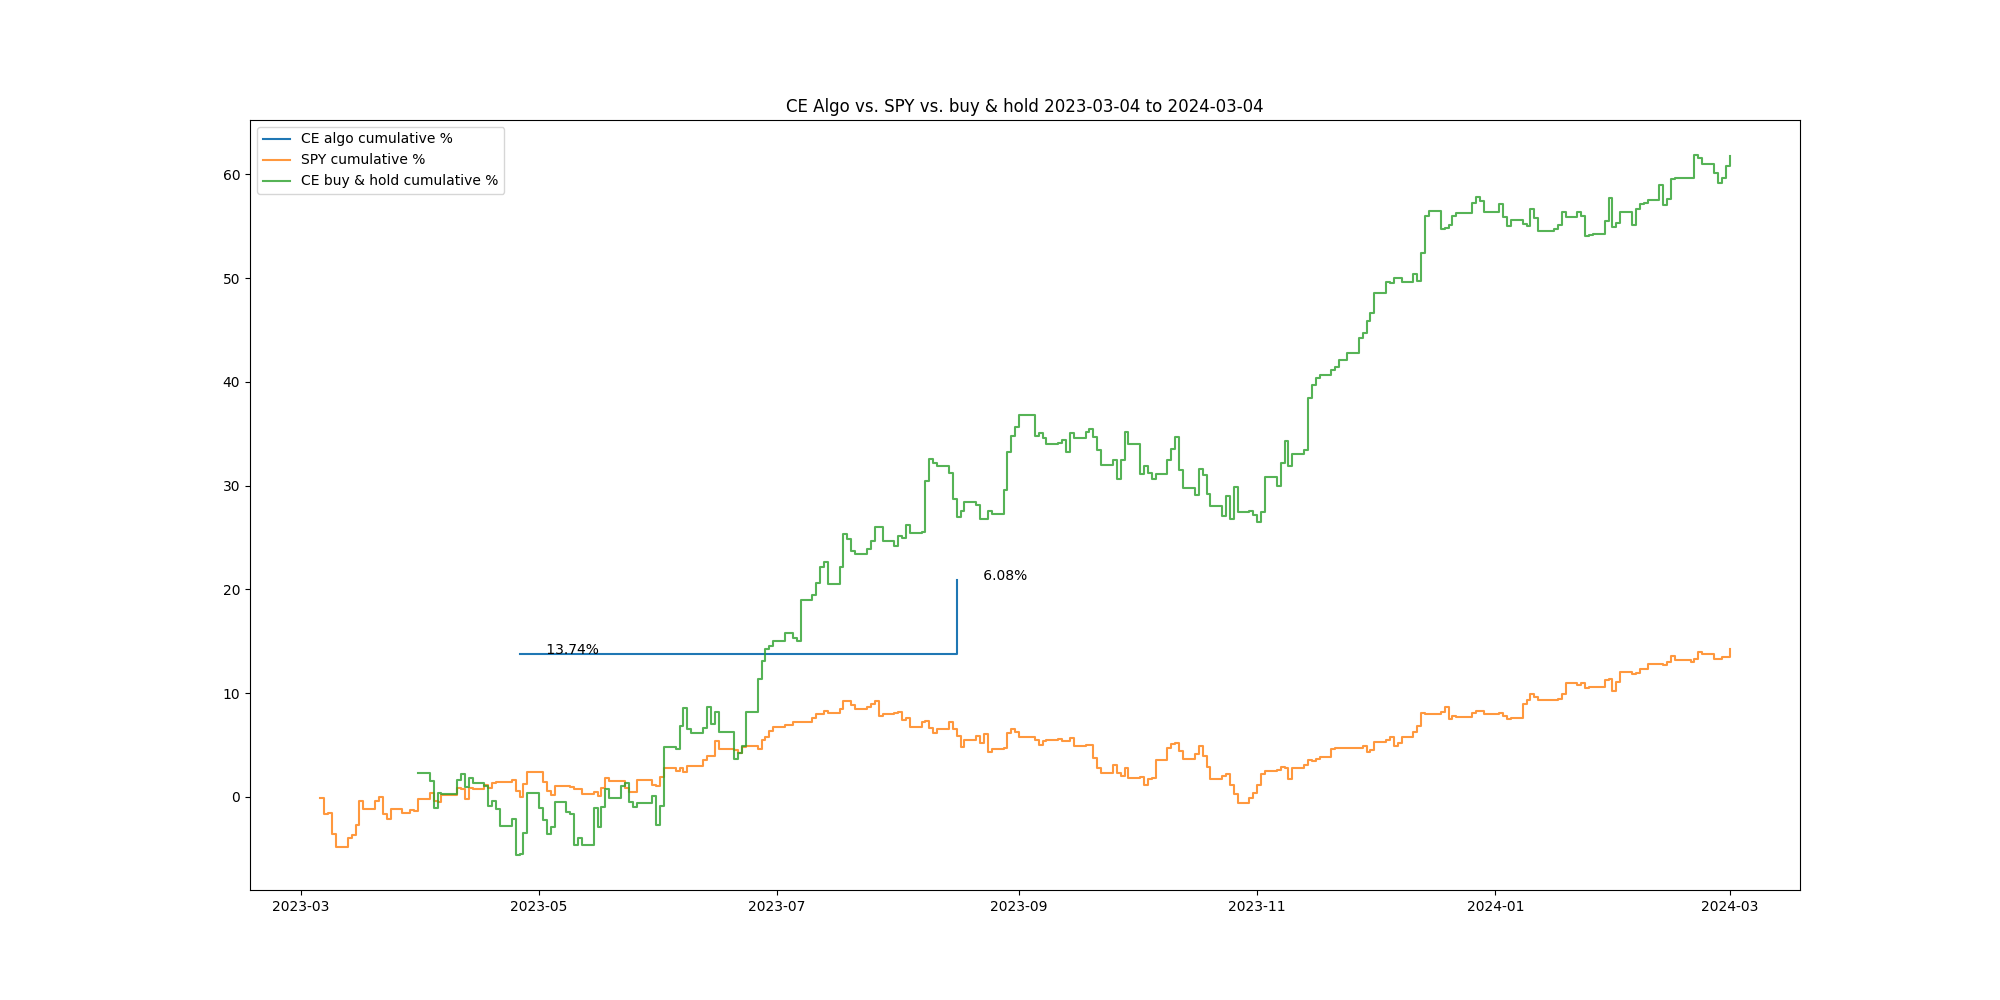 CE Algo vs. SPY vs. buy & hold 2023-03-04 to 2024-03-04
CE algo cumulative %
SPY cumulative %
CE buy & hold cumulative %
60
50
40
30
20
10
0
6.08%
13.74%
2023-03 2023-05 2023-07 2023-09 2023-11 2024-01 2024-03